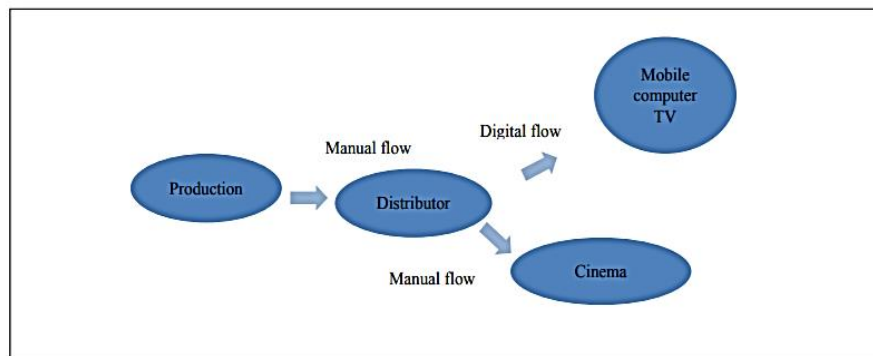 Mobile
computer
TV
Digital flow
Manual flow
Production
Distributor
Manual flow
Cinema